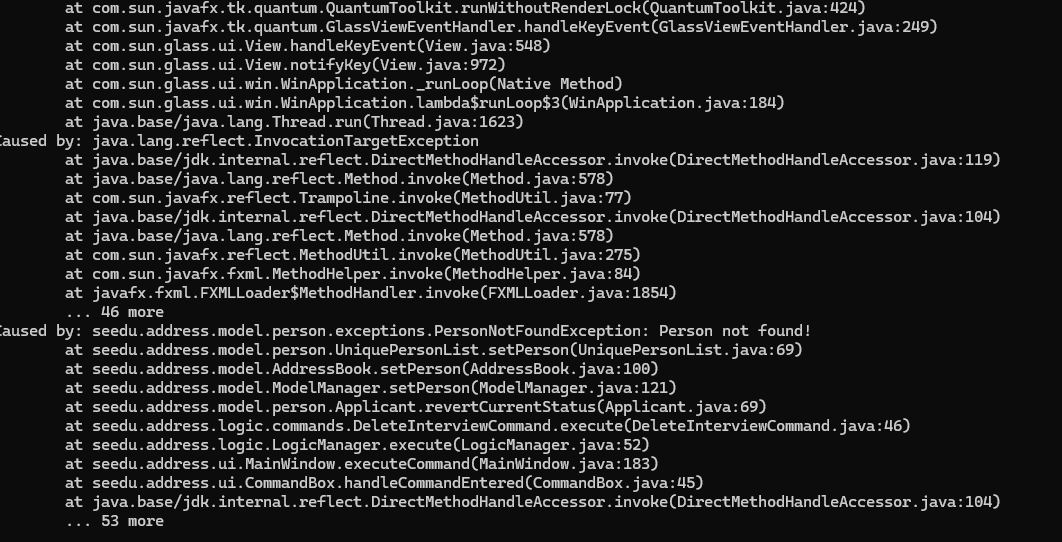 at com.sun.javafx.tk.quantum.QuantumToolkit.runWithoutRenderLock(QuantumToolkit.java:424)
at com.sun.javafx.tk.quantum.GlassViewEventHandler.handleKeyEvent(GlassViewEventHandler.java:249)
at com.sun.glass.ui.View.handleKeyEvent(View.java:548)
at com.sun.glass.ui.View.notifyKey(View.java:972)
at com.sun.glass.ui.win.WinApplication._runLoop(Native Method)
at com.sun.glass.ui.win.WinApplication.lambda$runLoop$3(WinApplication.java:184)
at java.base/java.lang.Thread.run(Thread.java:1623)
Caused by: java.lang.reflect.InvocationTargetException
at java.base/jdk.internal.reflect.DirectMethodHandleAccessor.invoke(DirectMethodHandleAccessor.java:119)
at java.base/java.lang.reflect.Method.invoke(Method.java:578)
at com.sun.javafx.reflect.Trampoline.invoke(MethodUtil.java:77)
at java.base/jdk.internal.reflect.DirectMethodHandleAccessor.invoke(DirectMethodHandleAccessor.java:104)
at java.base/java.lang.reflect.Method.invoke(Method.java:578)
at com.sun.javafx.reflect.MethodUtil.invoke(MethodUtil.java:275)
at com.sun.javafx.fxml.MethodHelper.invoke(MethodHelper.java:84)
at javafx.fxml.FXMLLoader$MethodHandler.invoke(FXMLLoader.java:1854)
... 46 more
Caused by: seedu.address.model.person.exceptions.PersonNotFoundException: Person not found!
at seedu.address.model.person.UniquePersonList.setPerson(UniquePersonList.java:69)
at seedu.address.model.AddressBook.setPerson(AddressBook.java:100)
at seedu.address.model.ModelManager.setPerson(ModelManager.java:121)
at seedu.address.model.person.Applicant.revertCurrentStatus(Applicant.java:69)
at seedu.address.logic.commands.DeleteInterviewCommand.execute(DeleteInterviewCommand.java:46)
at seedu.address.logic.LogicManager.execute(LogicManager.java:52)
at seedu.address.ui.MainWindow.executeCommand(MainWindow.java:183)
at seedu.address.ui.CommandBox.handleCommandEntered(CommandBox.java:45)
at java.base/jdk.internal.reflect.DirectMethodHandleAccessor.invoke(DirectMethodHandleAccessor.java:104)
... 53 more